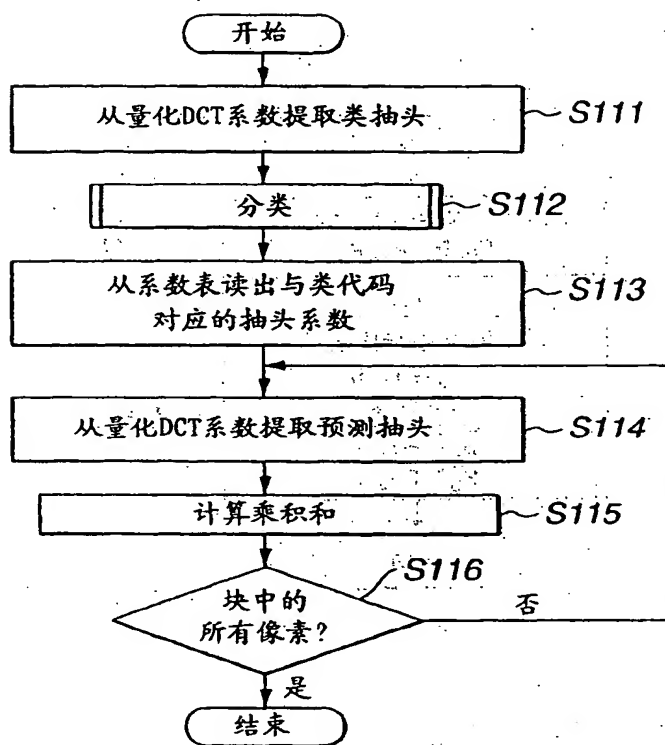 开始
从量化DCT系数提取类抽头
S111
分类
S112
从系数表读出与类代码
对应的抽头系数
S113
从量化DCT系数提取预测抽头
S114
计算乘积和
S115
S116
块中的
所有像素?
否
是
结束